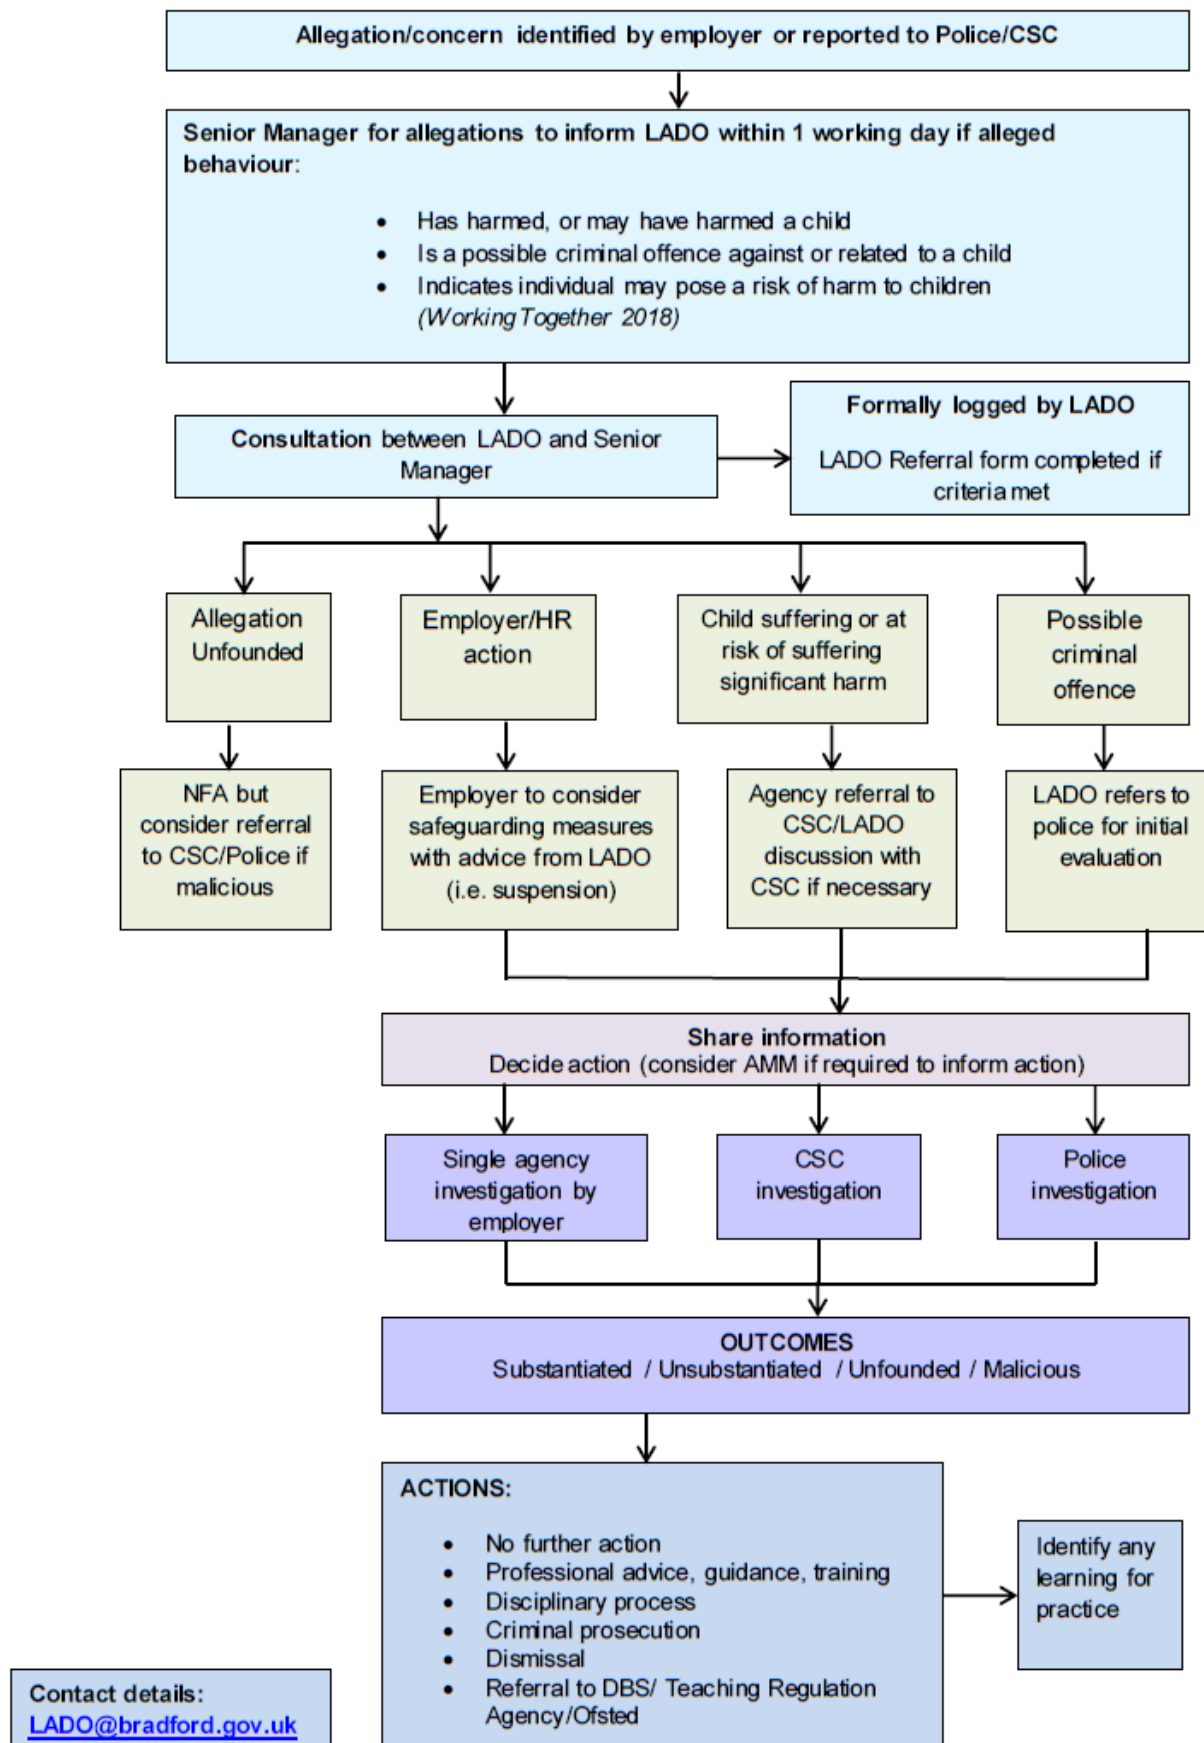 Allegation/concern identified by employer or reported to Police/CSC
Senior Manager for allegations to inform LADO within 1 working day if alleged
behaviour:
• Has harmed, or may have harmed a child
• Is a possible criminal offence against or related to a child
• Indicates individual may pose a risk of harm to children
(Working Together 2018)
Consultation between LADO and Senior
Manager
Formally logged by LADO
LADO Referral form completed if
criteria met
Allegation
Unfounded
Employer/HR
action
Child suffering or at
risk of suffering
significant harm
Possible
criminal
offence
NFA but
consider referral
to CSC/Police if
malicious
Employer to consider
safeguarding measures
with advice from LADO
(i.e. suspension)
Agency referral to
CSC/LADO
discussion with
CSC if necessary
LADO refers to
police for initial
evaluation
Share information
Decide action (consider AMM if required to inform action)
Single agency
investigation by
employer
CSC
investigation
Police
investigation
OUTCOMES
Substantiated / Unsubstantiated / Unfounded / Malicious
ACTIONS:
• No further action
• Professional advice, guidance, training
• Disciplinary process
• Criminal prosecution
• Dismissal
• Referral to DBS/ Teaching Regulation
Agency/Ofsted
Identify any
learning for
practice
Contact details:
LADO@bradford.gov.uk